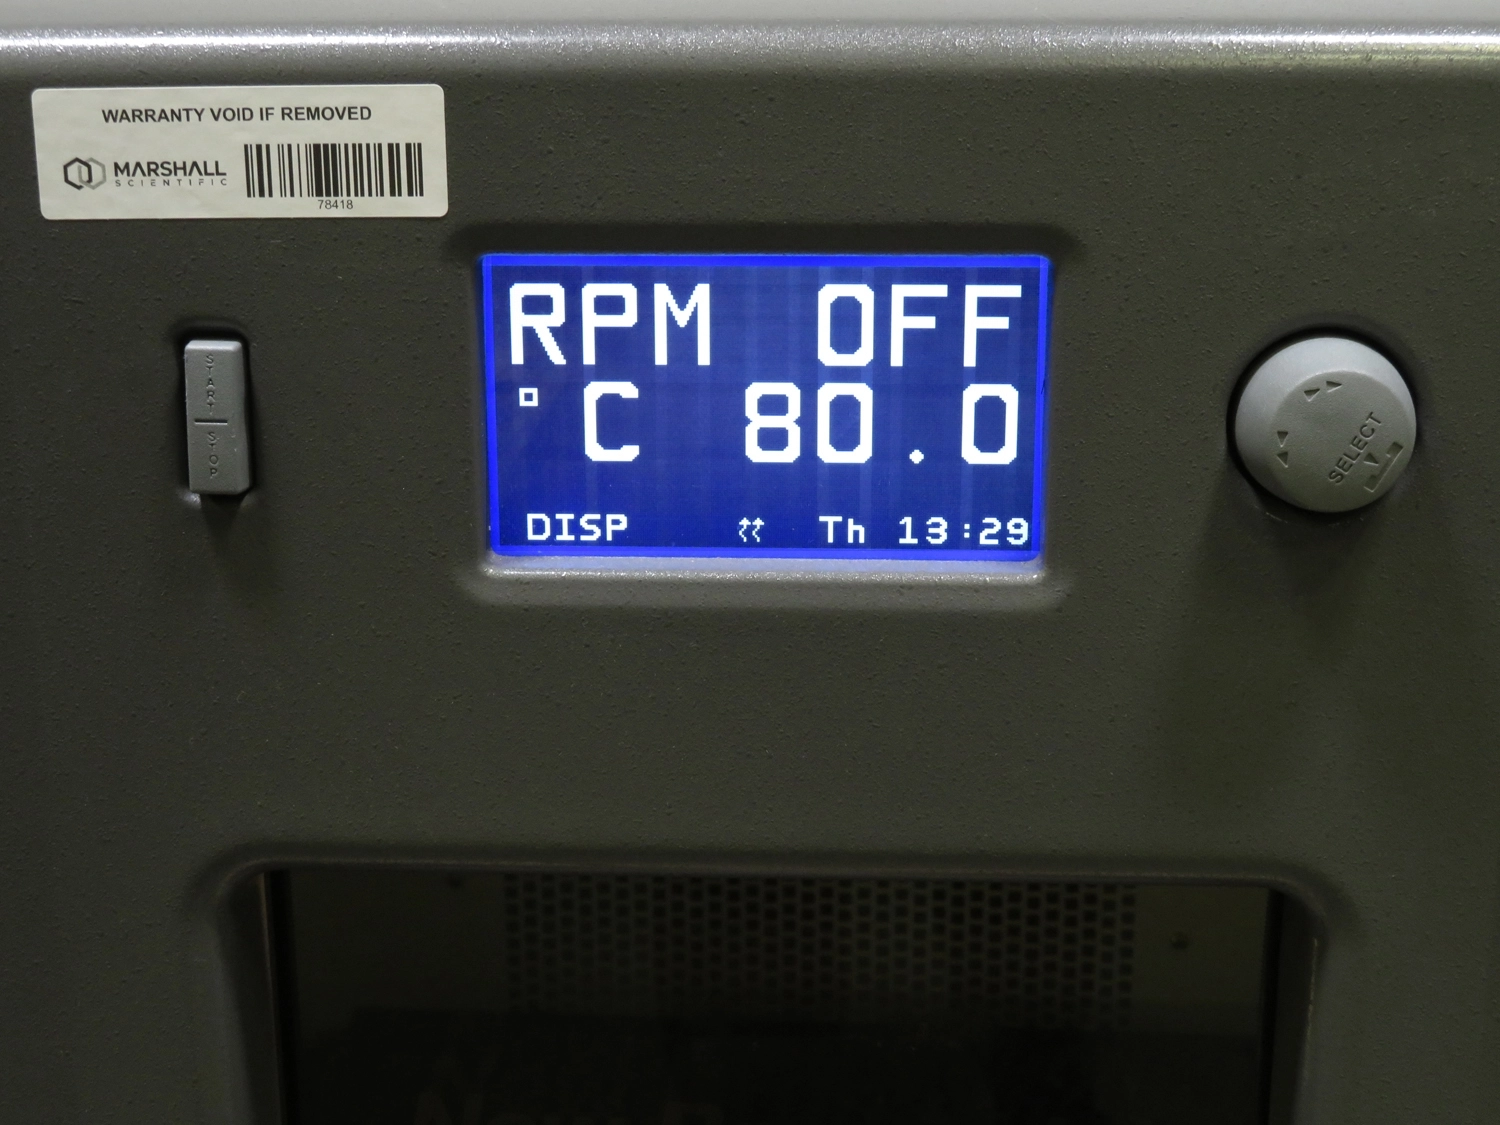 WARRANTY VOID IF REMOVED
MARSHALL
SCIENTIFIC
78418
START
STOP
RPM OFF
°C 80.0
DISP Th 13:29
SELECT